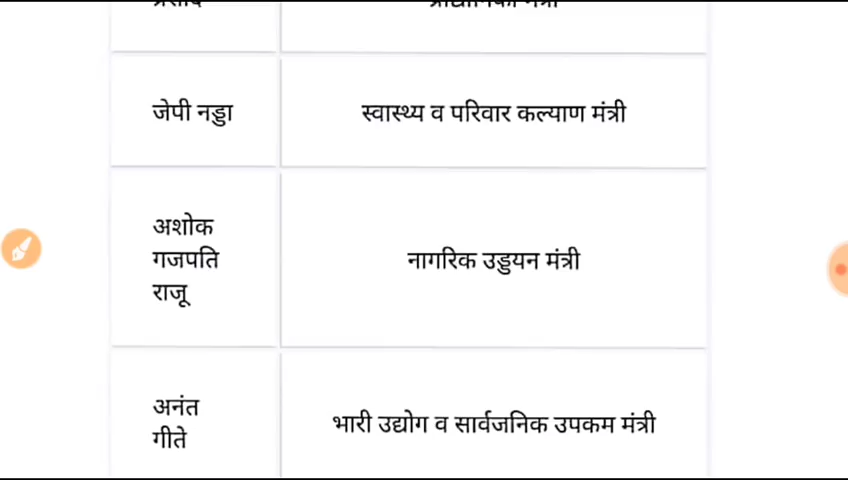 जेपी नड्डा
स्वास्थ्य व परिवार कल्याण मंत्री
अशोक
गजपति
राजू
नागरिक उड्डयन मंत्री
अनंत
गीते
भारी उद्योग व सार्वजनिक उपकम मंत्री